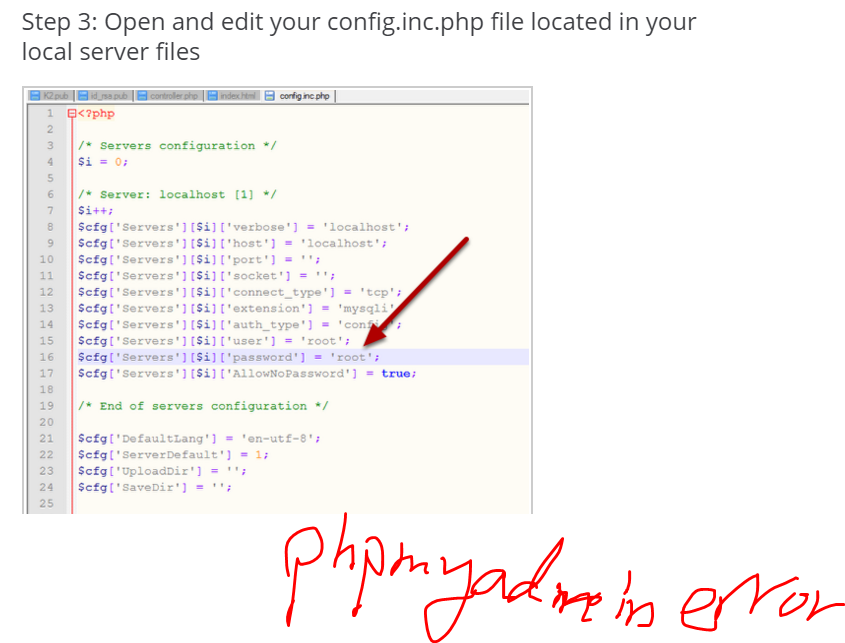 Step 3: Open and edit your config.inc.php file located in your
local server files
K2.pub id_rsa.pub controller.php index.html config.inc.php
1 <?php
2
3 /* Servers configuration */
4 $i = 0;
5
6 /* Server: localhost [1] */
7 $i++;
8 $cfg['Servers'][$i]['verbose'] = 'localhost';
9 $cfg['Servers'][$i]['host'] = 'localhost';
10 $cfg['Servers'][$i]['port'] = '';
11 $cfg['Servers'][$i]['socket'] = '';
12 $cfg['Servers'][$i]['connect_type'] = 'tcp';
13 $cfg['Servers'][$i]['extension'] = 'mysqli'
14 $cfg['Servers'][$i]['auth_type'] = 'config';
15 $cfg['Servers'][$i]['user'] = 'root';
16 $cfg['Servers'][$i]['password'] = 'root';
17 $cfg['Servers'][$i]['AllowNoPassword'] = true;
18
19 /* End of servers configuration */
20
21 $cfg['DefaultLang'] = 'en-utf-8';
22 $cfg['ServerDefault'] = 1;
23 $cfg['UploadDir'] = '';
24 $cfg['SaveDir'] = '';
25
phpmyadmin error